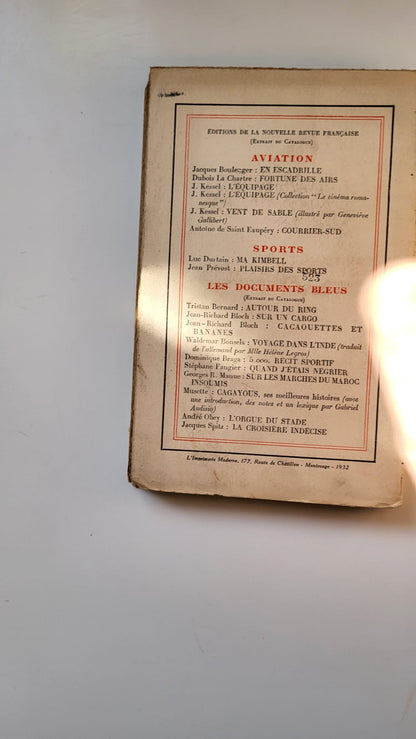 ÉDITIONS DE LA NOUVELLE REVUE FRANÇAISE
(Extrait du Catalogue)
AVIATION
Jacques Boulenger : EN ESCADRILLE
Dubois La Chartre : FORTUNE DES AIRS
J. Kessel : L'ÉQUIPAGE
J. Kessel : L'ÉQUIPAGE (Collection "Le cinéma roma-
nesque")
J. Kessel : VENT DE SABLE (illustré par Geneviève
Gallibert)
Antoine de Saint Exupéry : COURRIER-SUD
SPORTS
Luc Durtain : MA KIMBELL
Jean Prévost : PLAISIRS DES SPORTS
523
LES DOCUMENTS BLEUS
(Extrait du Catalogue)
Tristan Bernard : AUTOUR DU RING
Jean-Richard Bloch : SUR UN CARGO
Jean-Richard Bloch : CACAOUETTES ET
BANANES
Waldemar Bonsels : VOYAGE DANS L'INDE (traduit
de l'allemand par Mlle Hélène Legros)
Dominique Braga : 5 000, RÉCIT SPORTIF
Stéphane Faugier : QUAND J'ÉTAIS NÉGRIER
Georges R. Manue : SUR LES MARCHES DU MAROC
INSOUMIS
Musette : CAGAYOUS, ses meilleures histoires (avec
une introduction, des notes et un lexique par Gabriel
Audisio)
André Obey : L'ORGUE DU STADE
Jacques Spitz : LA CROISIÈRE INDÉCISE
L'Imprimerie Moderne, 177, Route de Châtillon - Montrouge - 1932